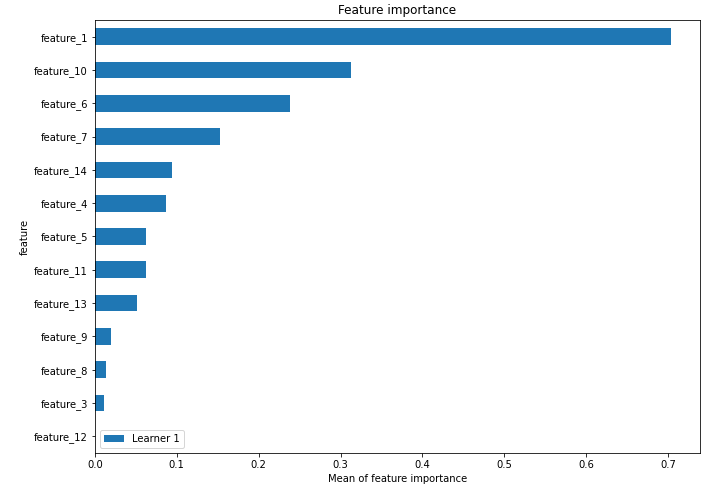 Feature importance
feature_1
feature_10
feature_6
feature_7
feature_14
feature_4
feature_5
feature_11
feature_13
feature_9
feature_8
feature_3
feature_12
feature
Learner 1
0.0 0.1 0.2 0.3 0.4 0.5 0.6 0.7
Mean of feature importance